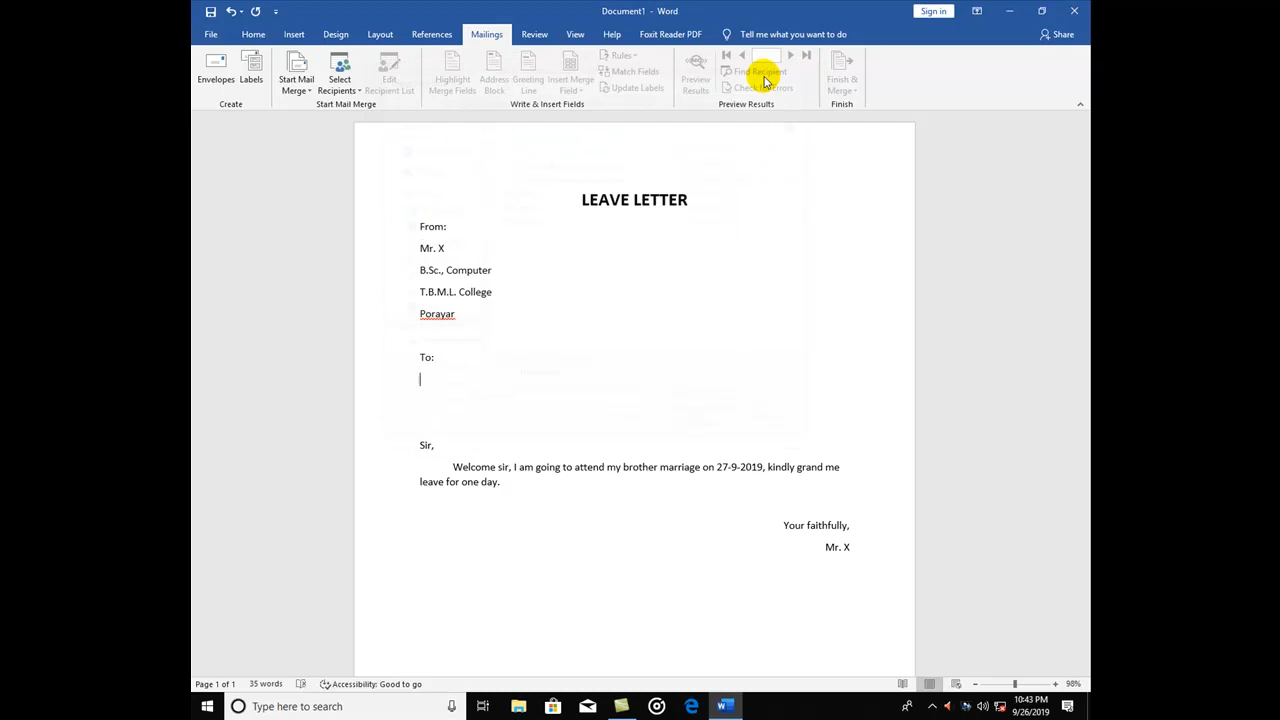 Document1 - Word
Sign in
File Home Insert Design Layout References Mailings Review View Help Foxit Reader PDF Tell me what you want to do Share
Envelopes Labels
Create
Start Mail Merge
Select Recipients
Edit Recipient List
Start Mail Merge
Highlight Merge Fields
Address Block
Greeting Line
Insert Merge Field
Rules
Match Fields
Update Labels
Write & Insert Fields
Preview Results
Find Recipient
Check for Errors
Preview Results
Finish & Merge
Finish
LEAVE LETTER
From:
Mr. X
B.Sc., Computer
T.B.M.L. College
Porayar
To:
Sir,
Welcome sir, I am going to attend my brother marriage on 27-9-2019, kindly grand me
leave for one day.
Your faithfully,
Mr. X
Page 1 of 1 35 words Accessibility: Good to go 98%
Type here to search
10:43 PM
9/26/2019